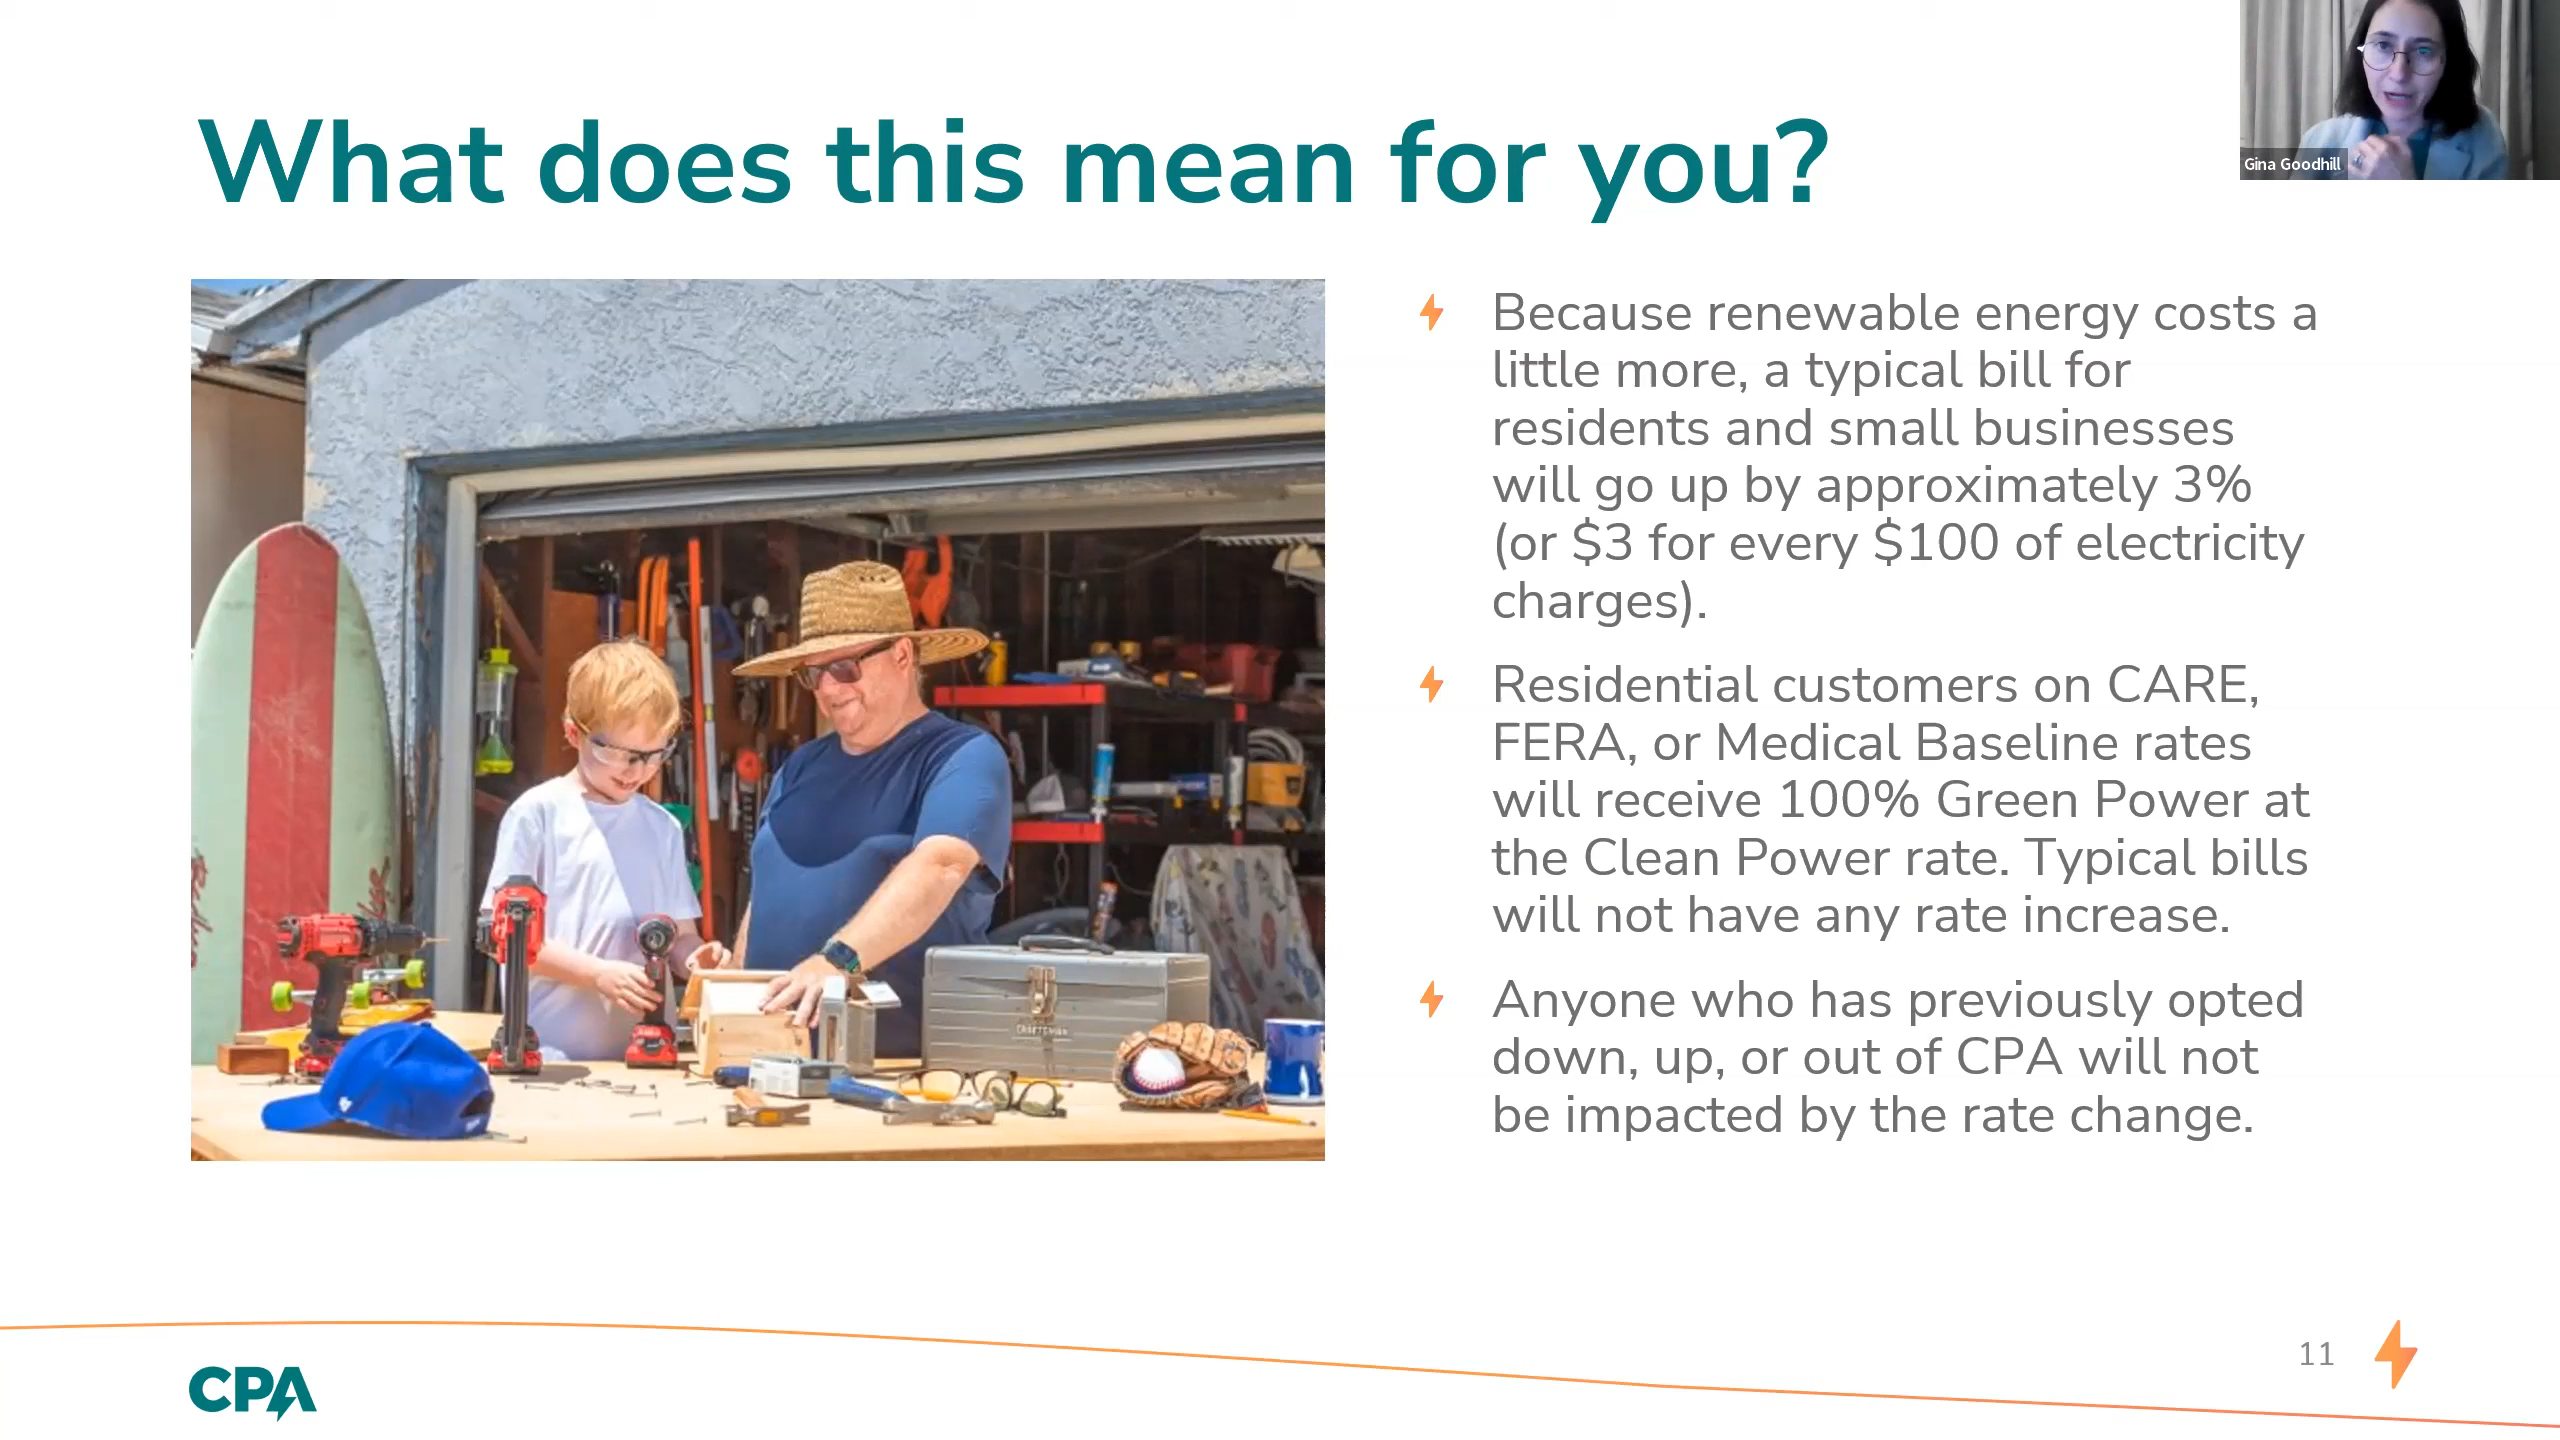 What does this mean for you?
Gina Goodhill
Because renewable energy costs a
little more, a typical bill for
residents and small businesses
will go up by approximately 3%
(or $3 for every $100 of electricity
charges).
Residential customers on CARE,
FERA, or Medical Baseline rates
will receive 100% Green Power at
the Clean Power rate. Typical bills
will not have any rate increase.
Anyone who has previously opted
down, up, or out of CPA will not
be impacted by the rate change.
CRAFTSMAN
11
CPA